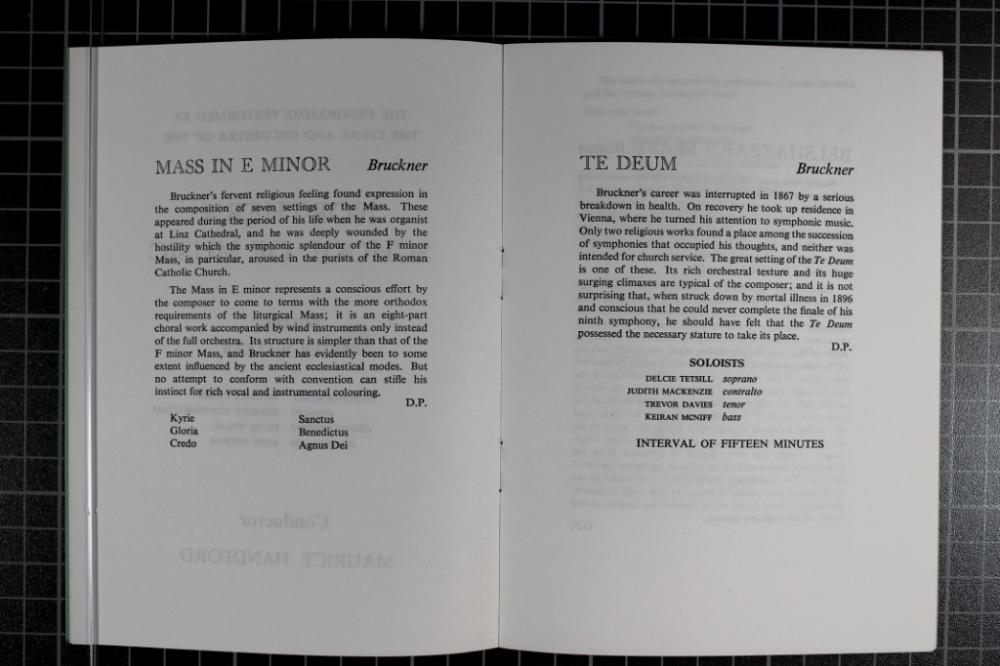 MASS IN E MINOR Bruckner
Bruckner's fervent religious feeling found expression in
the composition of seven settings of the Mass. These
appeared during the period of his life when he was organist
at Linz Cathedral, and he was deeply wounded by the
hostility which the symphonic splendour of the F minor
Mass, in particular, aroused in the purists of the Roman
Catholic Church.
The Mass in E minor represents a conscious effort by
the composer to come to terms with the more orthodox
requirements of the liturgical Mass; it is an eight-part
choral work accompanied by wind instruments only instead
of the full orchestra. Its structure is simpler than that of the
F minor Mass, and Bruckner has evidently been to some
extent influenced by the ancient ecclesiastical modes. But
no attempt to conform with convention can stifle his
instinct for rich vocal and instrumental colouring.
D.P.
Kyrie Sanctus
Gloria Benedictus
Credo Agnus Dei
TE DEUM Bruckner
Bruckner's career was interrupted in 1867 by a serious
breakdown in health. On recovery he took up residence in
Vienna, where he turned his attention to symphonic music.
Only two religious works found a place among the succession
of symphonies that occupied his thoughts, and neither was
intended for church service. The great setting of the Te Deum
is one of these. Its rich orchestral texture and its huge
surging climaxes are typical of the composer; and it is not
surprising that, when struck down by mortal illness in 1896
and conscious that he could never complete the finale of his
ninth symphony, he should have felt that the Te Deum
possessed the necessary stature to take its place.
D.P.
SOLOISTS
DELCIE TETSILL soprano
JUDITH MACKENZIE contralto
TREVOR DAVIES tenor
KEIRAN MCNIFF bass
INTERVAL OF FIFTEEN MINUTES